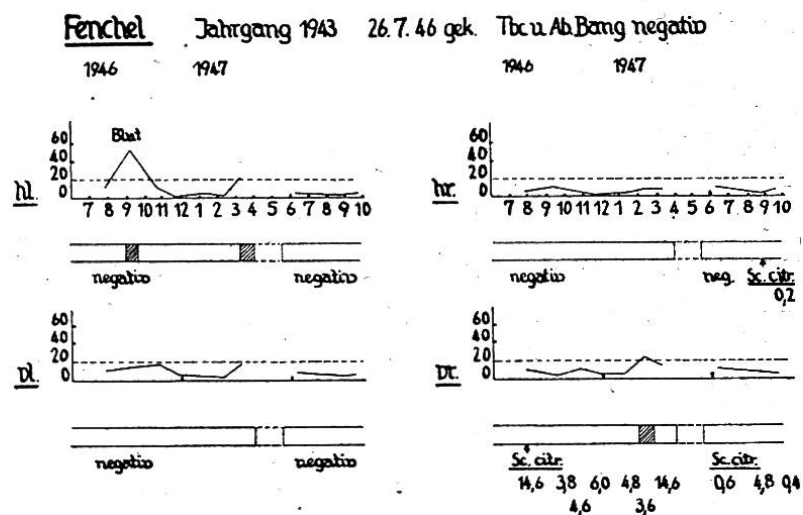 Fenchel Jahrgang 1943 26.7.46 gek. Tbc u. Ab. Bang negativ
1946 1947 1946 1947
Blut
60 60
40 40
20 20
hl. 0 hr. 0
7 8 9 10 11 12 1 2 3 4 5 6 7 8 9 10 7 8 9 10 11 12 1 2 3 4 5 6 7 8 9 10
negativ negativ negativ neg. Sc. citr.
0,2
60 60
40 40
20 20
vl. 0 vr. 0
negativ negativ Sc. citr. Sc. citr.
14,6 3,8 6,0 4,8 14,6 0,6 4,8 0,4
4,6 3,6